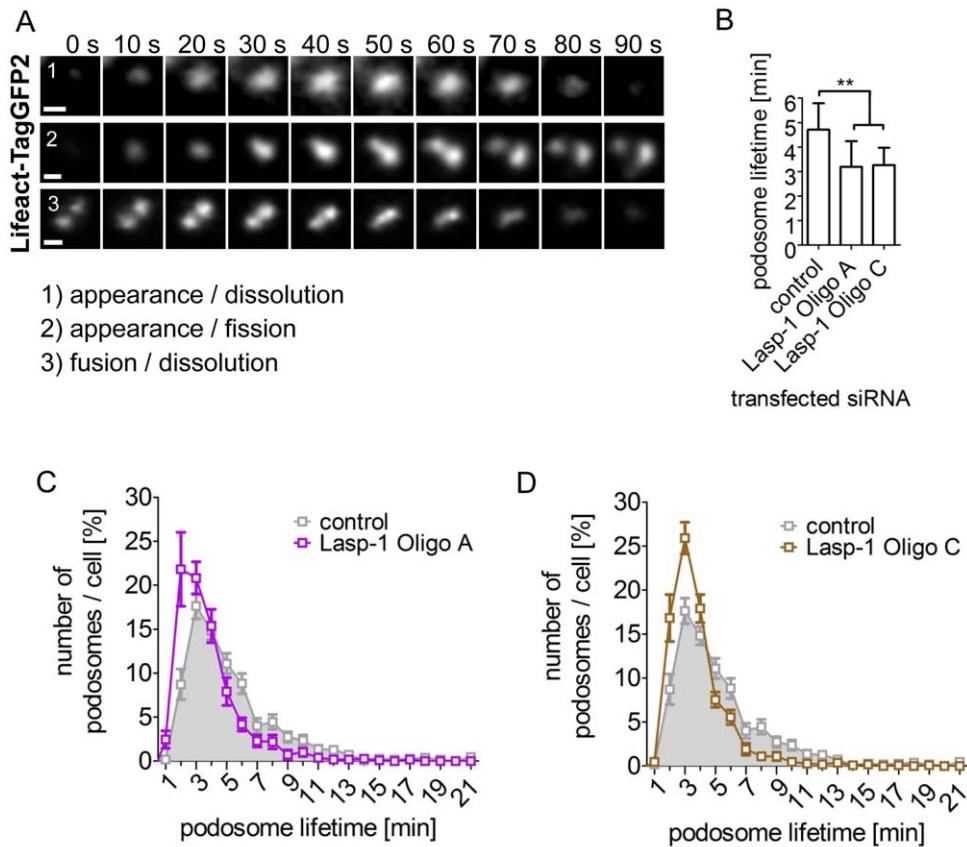 A
0 s 10 s 20 s 30 s 40 s 50 s 60 s 70 s 80 s 90 s
Lifeact-TagGFP2
1
2
3
1) appearance / dissolution
2) appearance / fission
3) fusion / dissolution
B
podosome lifetime [min]
6
5
4
3
2
1
0
**
control
Lasp-1 Oligo A
Lasp-1 Oligo C
transfected siRNA
C
number of
podosomes / cell [%]
30
25
20
15
10
5
0
control
Lasp-1 Oligo A
1 3 5 7 9 11 13 15 17 19 21
podosome lifetime [min]
D
number of
podosomes / cell [%]
30
25
20
15
10
5
0
control
Lasp-1 Oligo C
1 3 5 7 9 11 13 15 17 19 21
podosome lifetime [min]